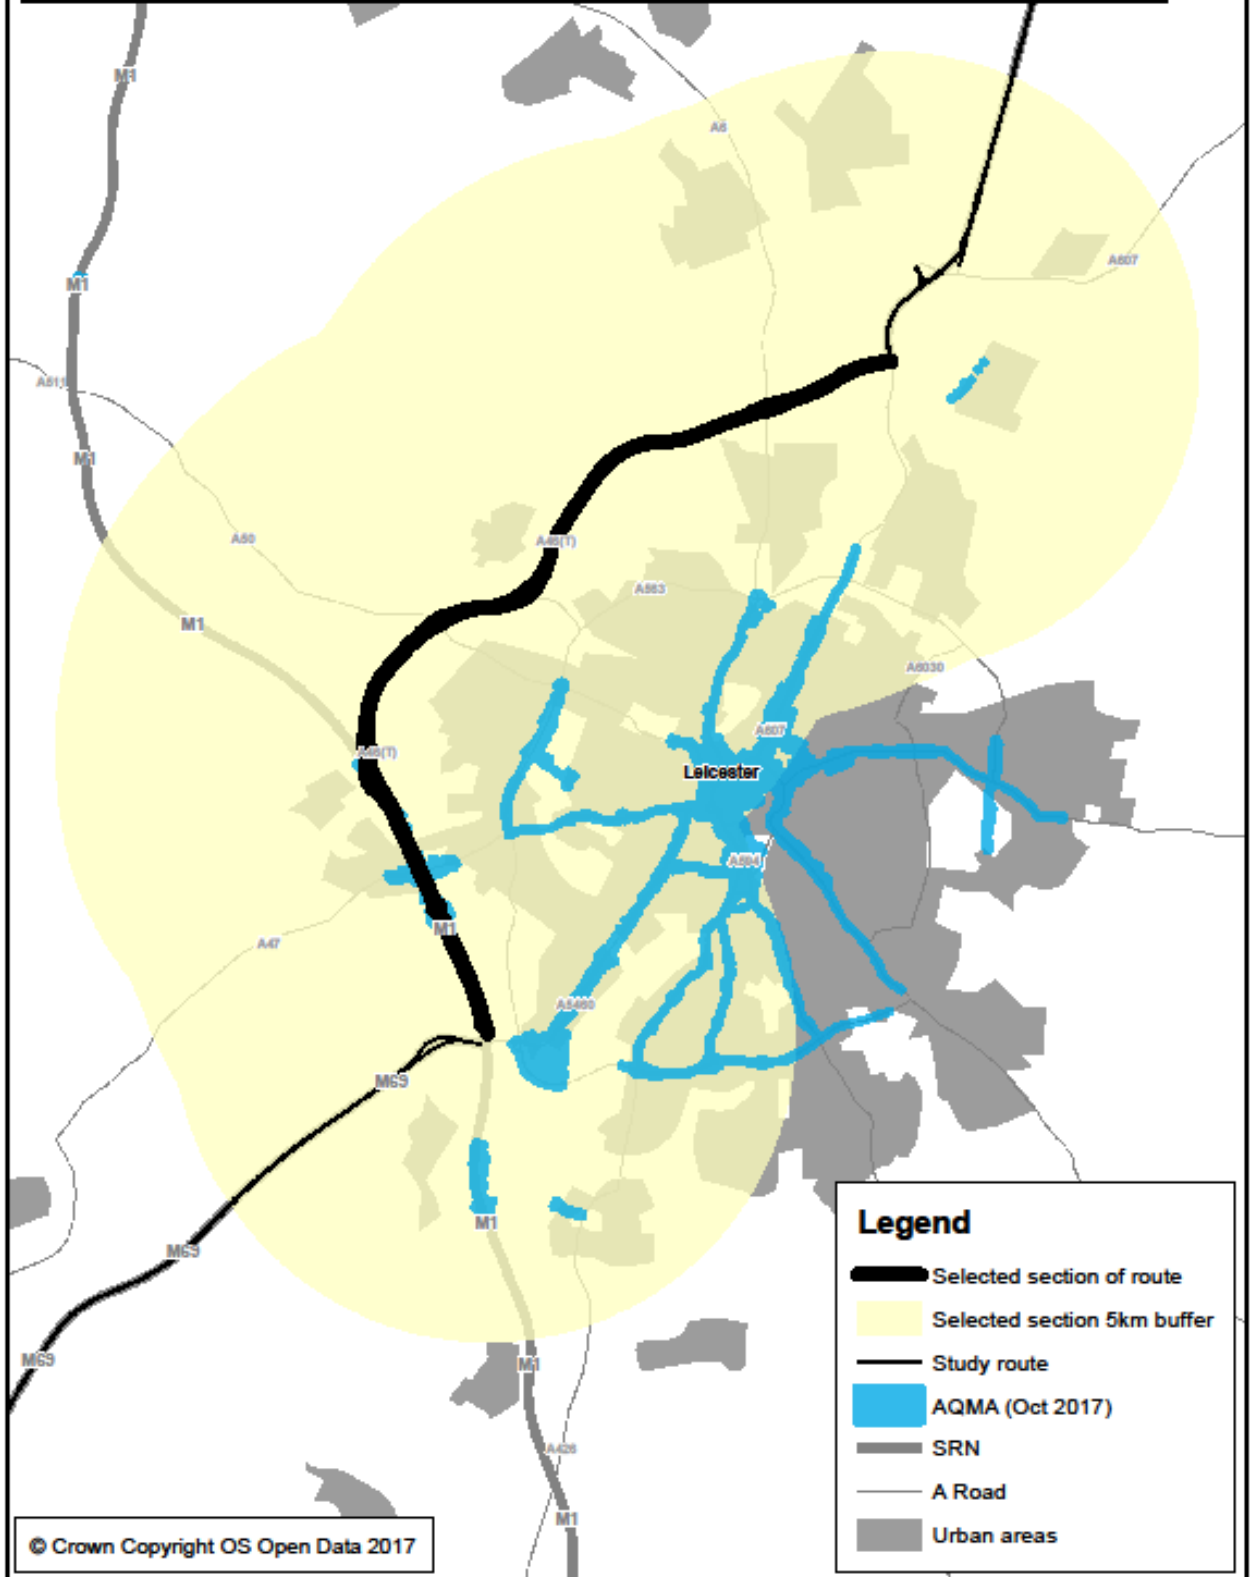 M1
A6
A607
M1
A511
M1
A50
A46(T)
A563
M1
A6030
A607
A46(T)
Leicester
A594
M1
A47
A5460
M69
M1
M69
M69
M1
A426
M1
Legend
Selected section of route
Selected section 5km buffer
Study route
AQMA (Oct 2017)
SRN
A Road
Urban areas
© Crown Copyright OS Open Data 2017